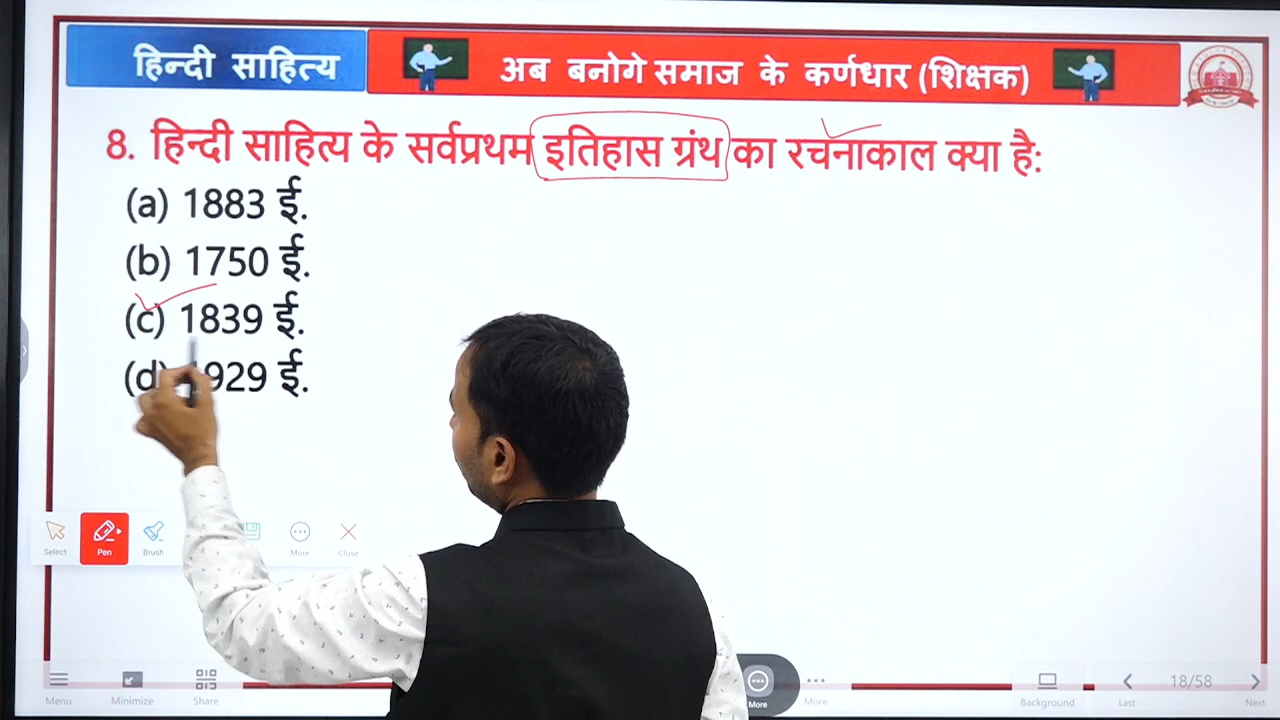 हिन्दी साहित्य
अब बनोगे समाज के कर्णधार (शिक्षक)
8. हिन्दी साहित्य के सर्वप्रथम इतिहास ग्रंथ का रचनाकाल क्या है:
(a) 1883 ई.
(b) 1750 ई.
(c) 1839 ई.
(d) 1929 ई.
Select Pen Brush More Close
Menu Minimize Share More More Background Last 18/58 Next